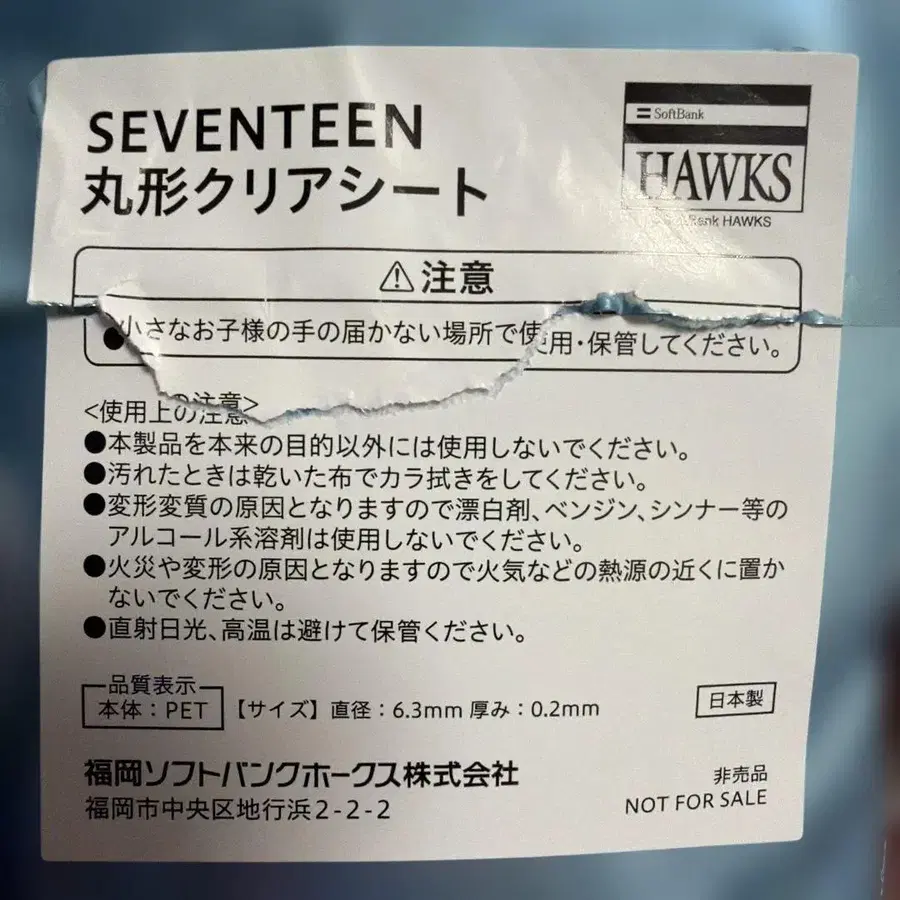 SEVENTEEN
丸形クリアシート
SoftBank
HAWKS
Bank HAWKS
⚠注意
●小さなお子様の手の届かない場所で使用・保管してください。
<使用上の注意>
●本製品を本来の目的以外には使用しないでください。
●汚れたときは乾いた布でカラ拭きをしてください。
●変形変質の原因となりますので漂白剤、ベンジン、シンナー等の
アルコール系溶剤は使用しないでください。
●火災や変形の原因となりますので火気などの熱源の近くに置か
ないでください。
●直射日光、高温は避けて保管ください。
品質表示
本体:PET
【サイズ】直径:6.3mm 厚み:0.2mm
日本製
福岡ソフトバンクホークス株式会社
福岡市中央区地行浜2-2-2
非売品
NOT FOR SALE